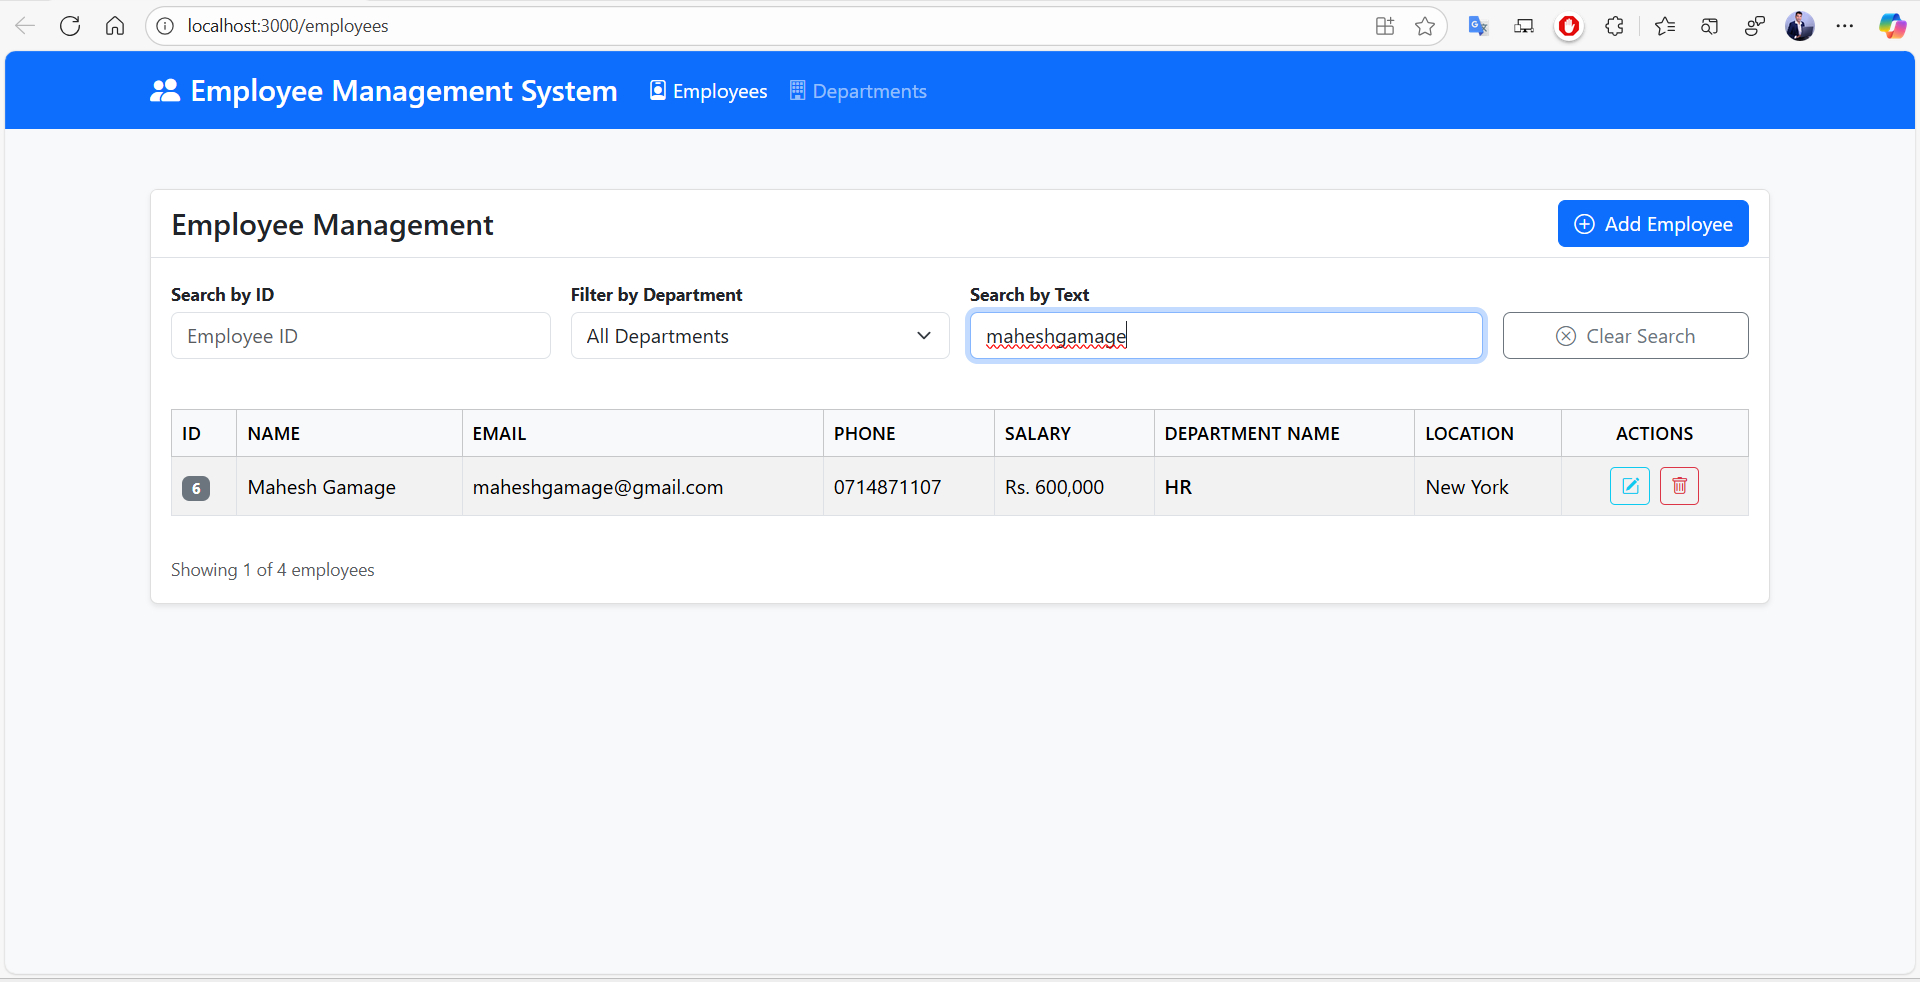 localhost:3000/employees
Employee Management System Employees Departments
Employee Management
Add Employee
Search by ID Filter by Department Search by Text
Employee ID All Departments maheshgamage Clear Search
ID NAME EMAIL PHONE SALARY DEPARTMENT NAME LOCATION ACTIONS
6 Mahesh Gamage maheshgamage@gmail.com 0714871107 Rs. 600,000 HR New York
Showing 1 of 4 employees